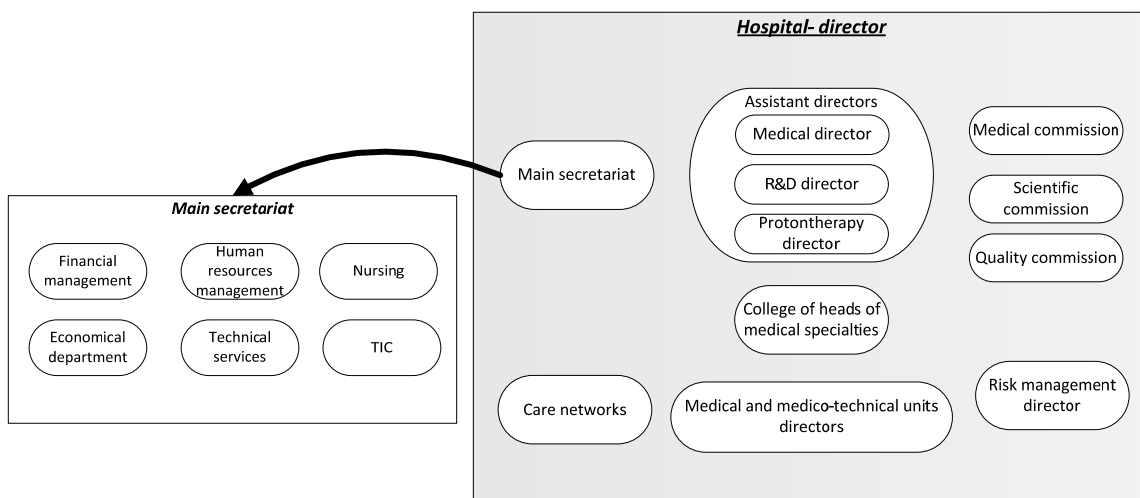 Hospital- director
Assistant directors
Medical director
R&D director
Protontherapy
director
Main secretariat
Medical commission
Scientific
commission
Quality commission
College of heads of
medical specialties
Care networks
Medical and medico-technical units
directors
Risk management
director
Main secretariat
Financial
management
Human
resources
management
Nursing
Economical
department
Technical
services
TIC